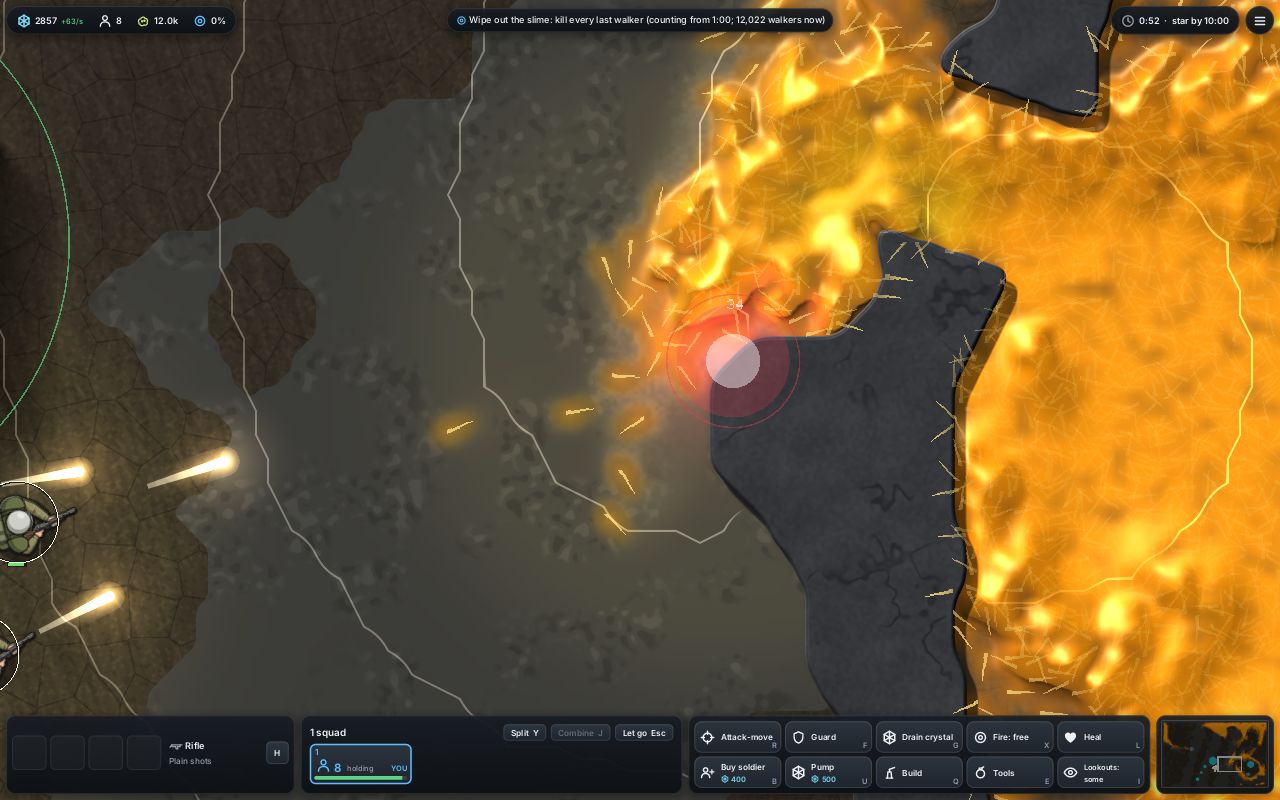 2857 +63/s 8 12.0k 0%
Wipe out the slime: kill every last walker (counting from 1:00; 12,022 walkers now)
0:52 · star by 10:00
34
Rifle
Plain shots
H
1 squad
Split Y
Combine J
Let go Esc
1
8 holding YOU
Attack-move R
Guard F
Drain crystal G
Fire: free X
Heal L
Buy soldier 400 B
Pump 500 U
Build Q
Tools E
Lookouts: some I